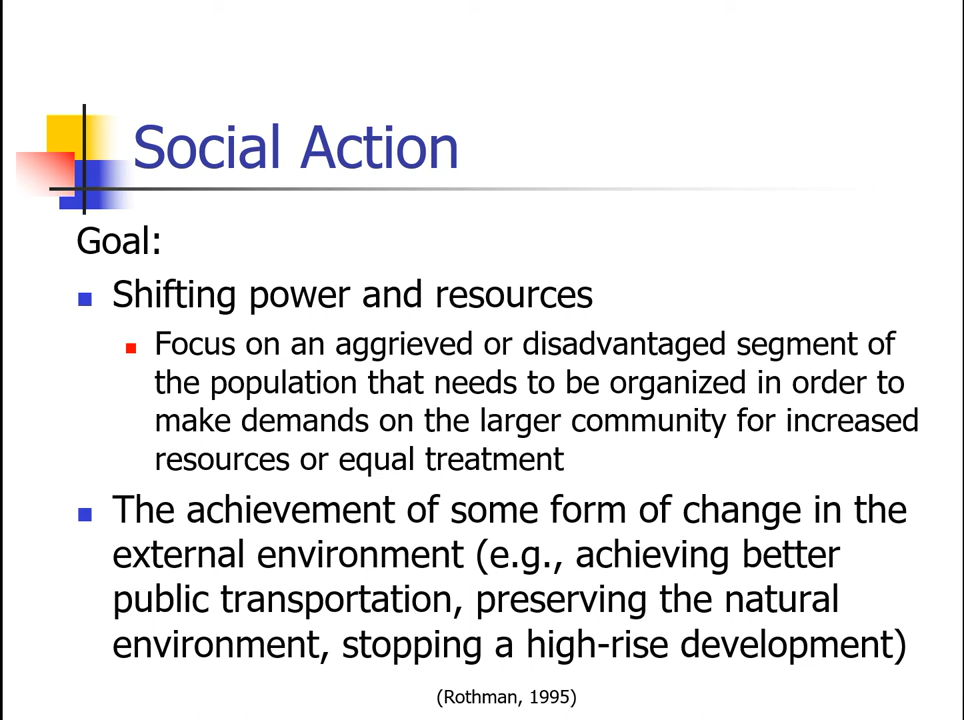 Social Action
Goal:
Shifting power and resources
Focus on an aggrieved or disadvantaged segment of
the population that needs to be organized in order to
make demands on the larger community for increased
resources or equal treatment
The achievement of some form of change in the
external environment (e.g., achieving better
public transportation, preserving the natural
environment, stopping a high-rise development)
(Rothman, 1995)